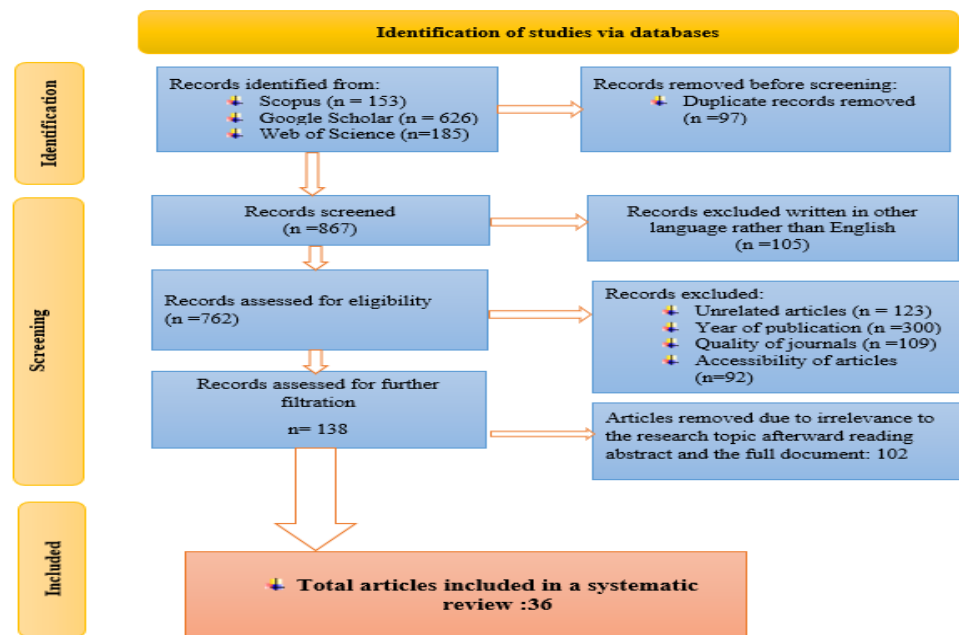 Identification of studies via databases
Identification
Records identified from:
Scopus (n = 153)
Google Scholar (n = 626)
Web of Science (n=185)
Records removed before screening:
Duplicate records removed
(n =97)
Screening
Records screened
(n =867)
Records excluded written in other
language rather than English
(n =105)
Records assessed for eligibility
(n =762)
Records excluded:
Unrelated articles (n = 123)
Year of publication (n =300)
Quality of journals (n =109)
Accessibility of articles
(n=92)
Records assessed for further
filtration
n= 138
Articles removed due to irrelevance to
the research topic afterward reading
abstract and the full document: 102
Included
Total articles included in a systematic
review :36